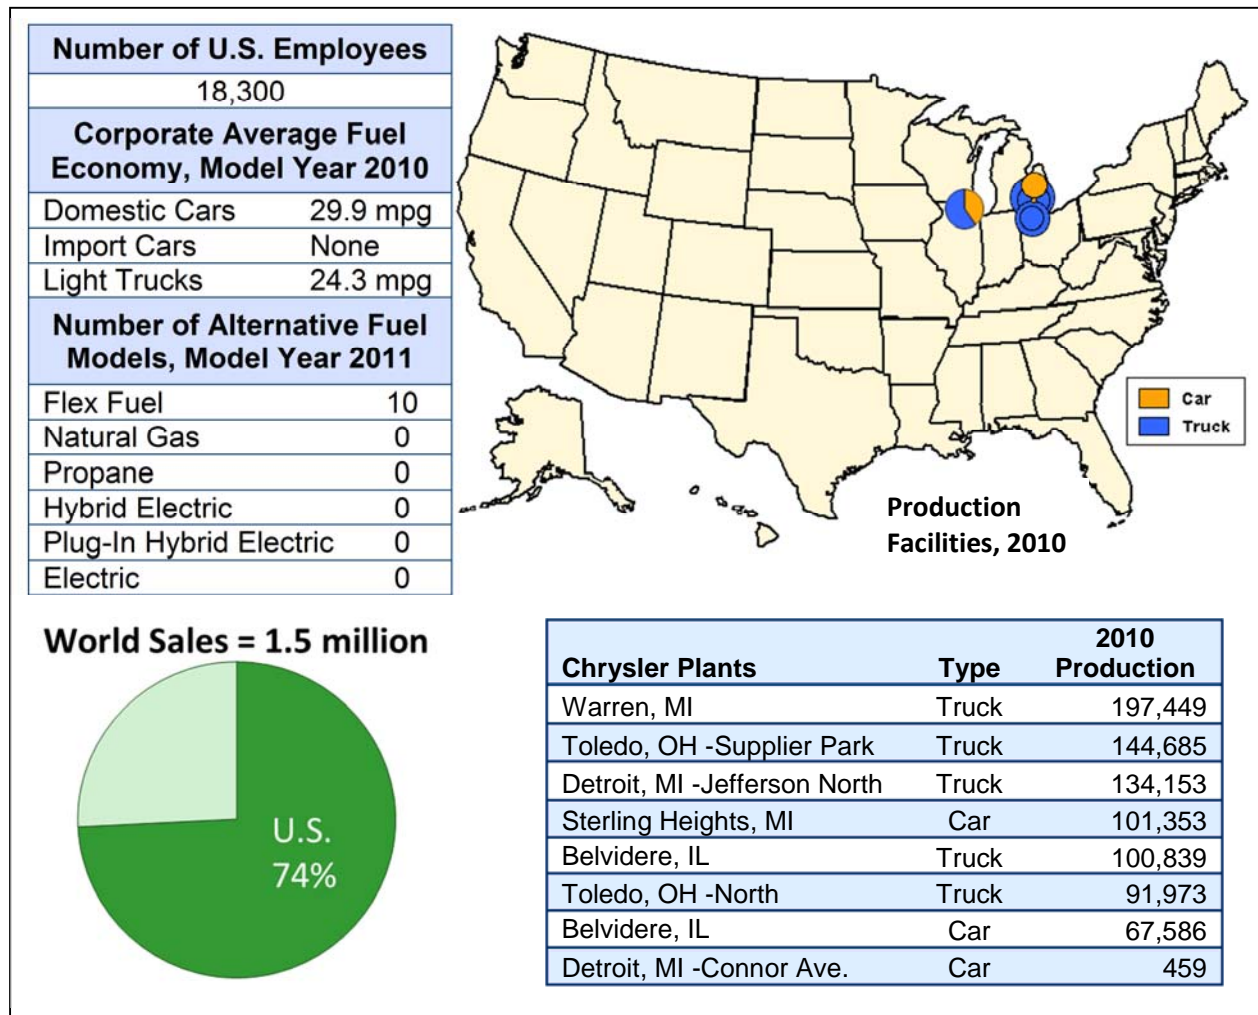 Number of U.S. Employees
18,300
Corporate Average Fuel
Economy, Model Year 2010
Domestic Cars 29.9 mpg
Import Cars None
Light Trucks 24.3 mpg
Number of Alternative Fuel
Models, Model Year 2011
Flex Fuel 10
Natural Gas 0
Propane 0
Hybrid Electric 0
Plug-In Hybrid Electric 0
Electric 0
Car
Truck
Production
Facilities, 2010
World Sales = 1.5 million
U.S.
74%
2010
Chrysler Plants Type Production
Warren, MI Truck 197,449
Toledo, OH -Supplier Park Truck 144,685
Detroit, MI -Jefferson North Truck 134,153
Sterling Heights, MI Car 101,353
Belvidere, IL Truck 100,839
Toledo, OH -North Truck 91,973
Belvidere, IL Car 67,586
Detroit, MI -Connor Ave. Car 459